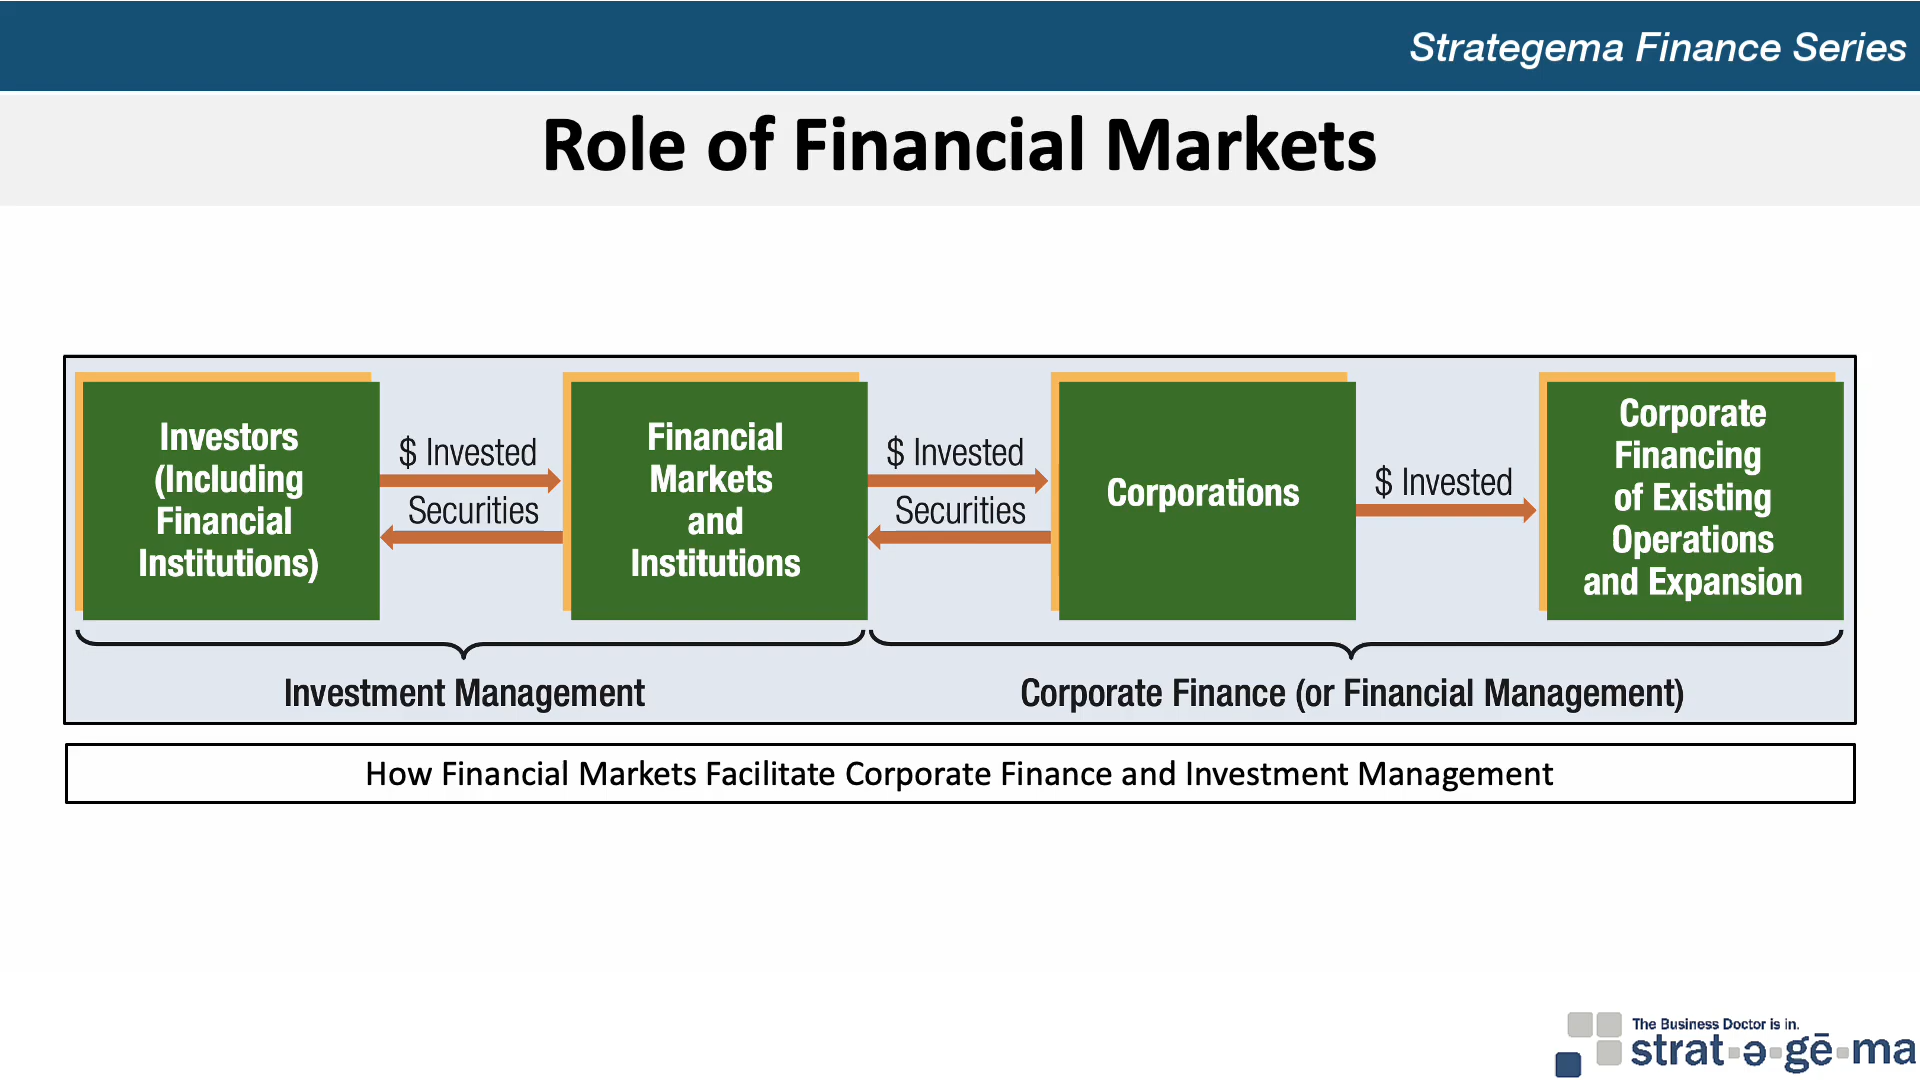 Strategema Finance Series
Role of Financial Markets
Investors
(Including
Financial
Institutions)
$ Invested
Securities
Financial
Markets
and
Institutions
$ Invested
Securities
Corporations
$ Invested
Corporate
Financing
of Existing
Operations
and Expansion
Investment Management
Corporate Finance (or Financial Management)
How Financial Markets Facilitate Corporate Finance and Investment Management
The Business Doctor is in.
strat-ə-gē-ma